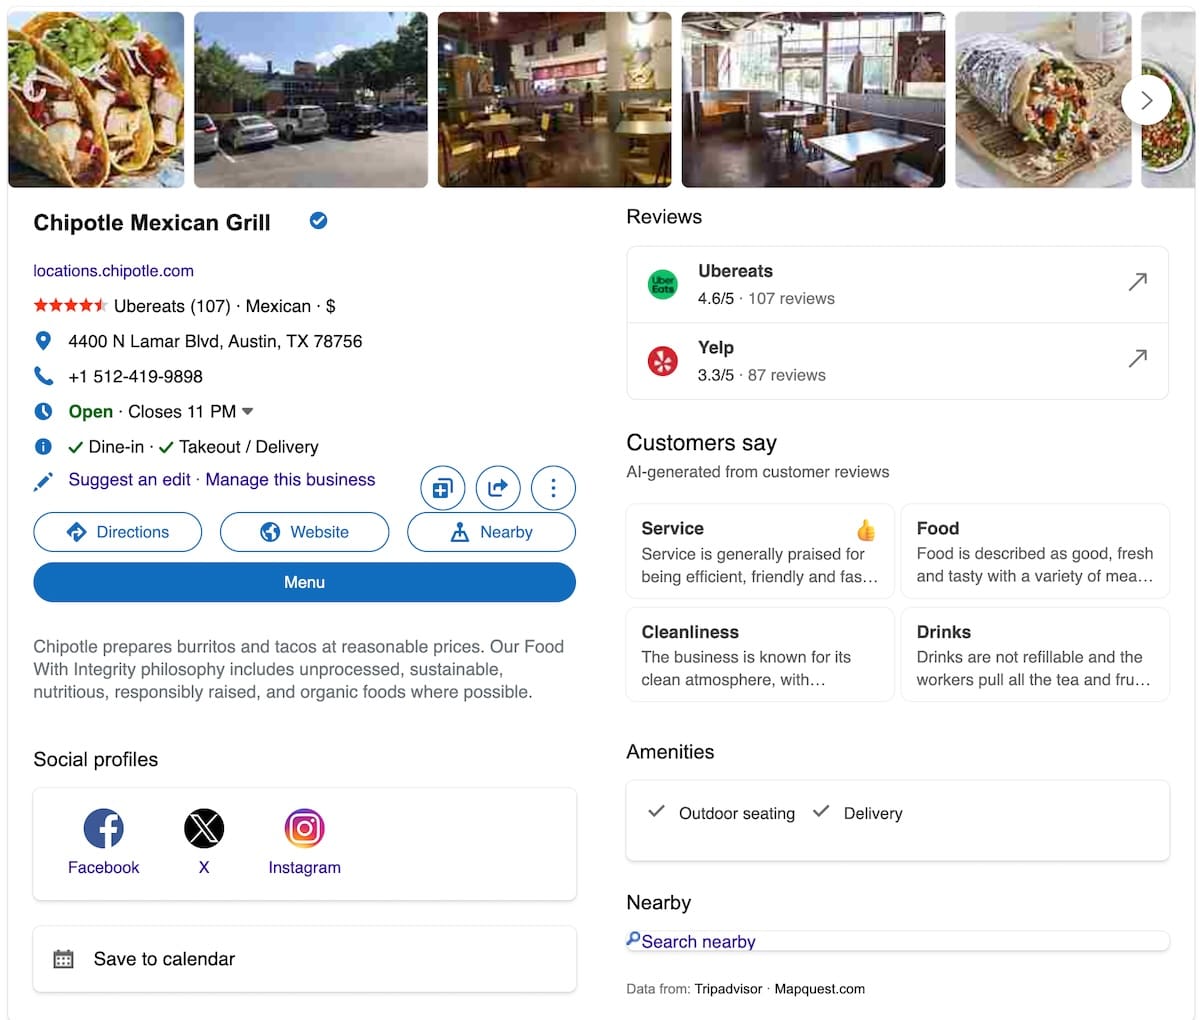 Chipotle Mexican Grill
locations.chipotle.com
Ubereats (107) · Mexican · $
4400 N Lamar Blvd, Austin, TX 78756
+1 512-419-9898
Open · Closes 11 PM
Dine-in · Takeout / Delivery
Suggest an edit · Manage this business
Directions
Website
Nearby
Menu
Chipotle prepares burritos and tacos at reasonable prices. Our Food
With Integrity philosophy includes unprocessed, sustainable,
nutritious, responsibly raised, and organic foods where possible.
Social profiles
Facebook
X
Instagram
Save to calendar
Reviews
Uber
Eats
Ubereats
4.6/5 · 107 reviews
Yelp
3.3/5 · 87 reviews
Customers say
AI-generated from customer reviews
Service
Service is generally praised for
being efficient, friendly and fas…
Food
Food is described as good, fresh
and tasty with a variety of mea…
Cleanliness
The business is known for its
clean atmosphere, with…
Drinks
Drinks are not refillable and the
workers pull all the tea and fru…
Amenities
Outdoor seating
Delivery
Nearby
Search nearby
Data from: Tripadvisor · Mapquest.com